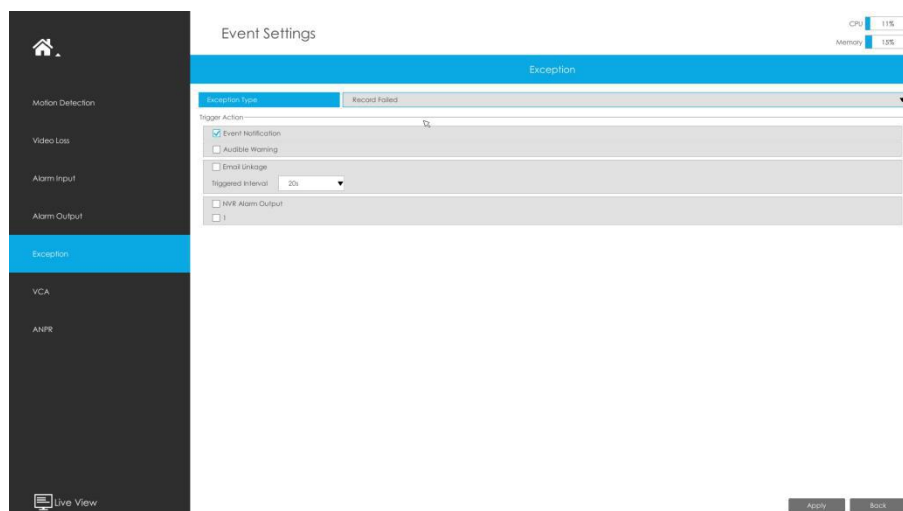 Event Settings
CPU 11%
Memory 15%
Exception
Motion Detection
Video Loss
Alarm Input
Alarm Output
Exception
VCA
ANPR
Exception Type Record Failed
Trigger Action
Event Notification
Audible Warning
Email Linkage
Triggered Interval 20s
NVR Alarm Output
1
Live View
Apply Back